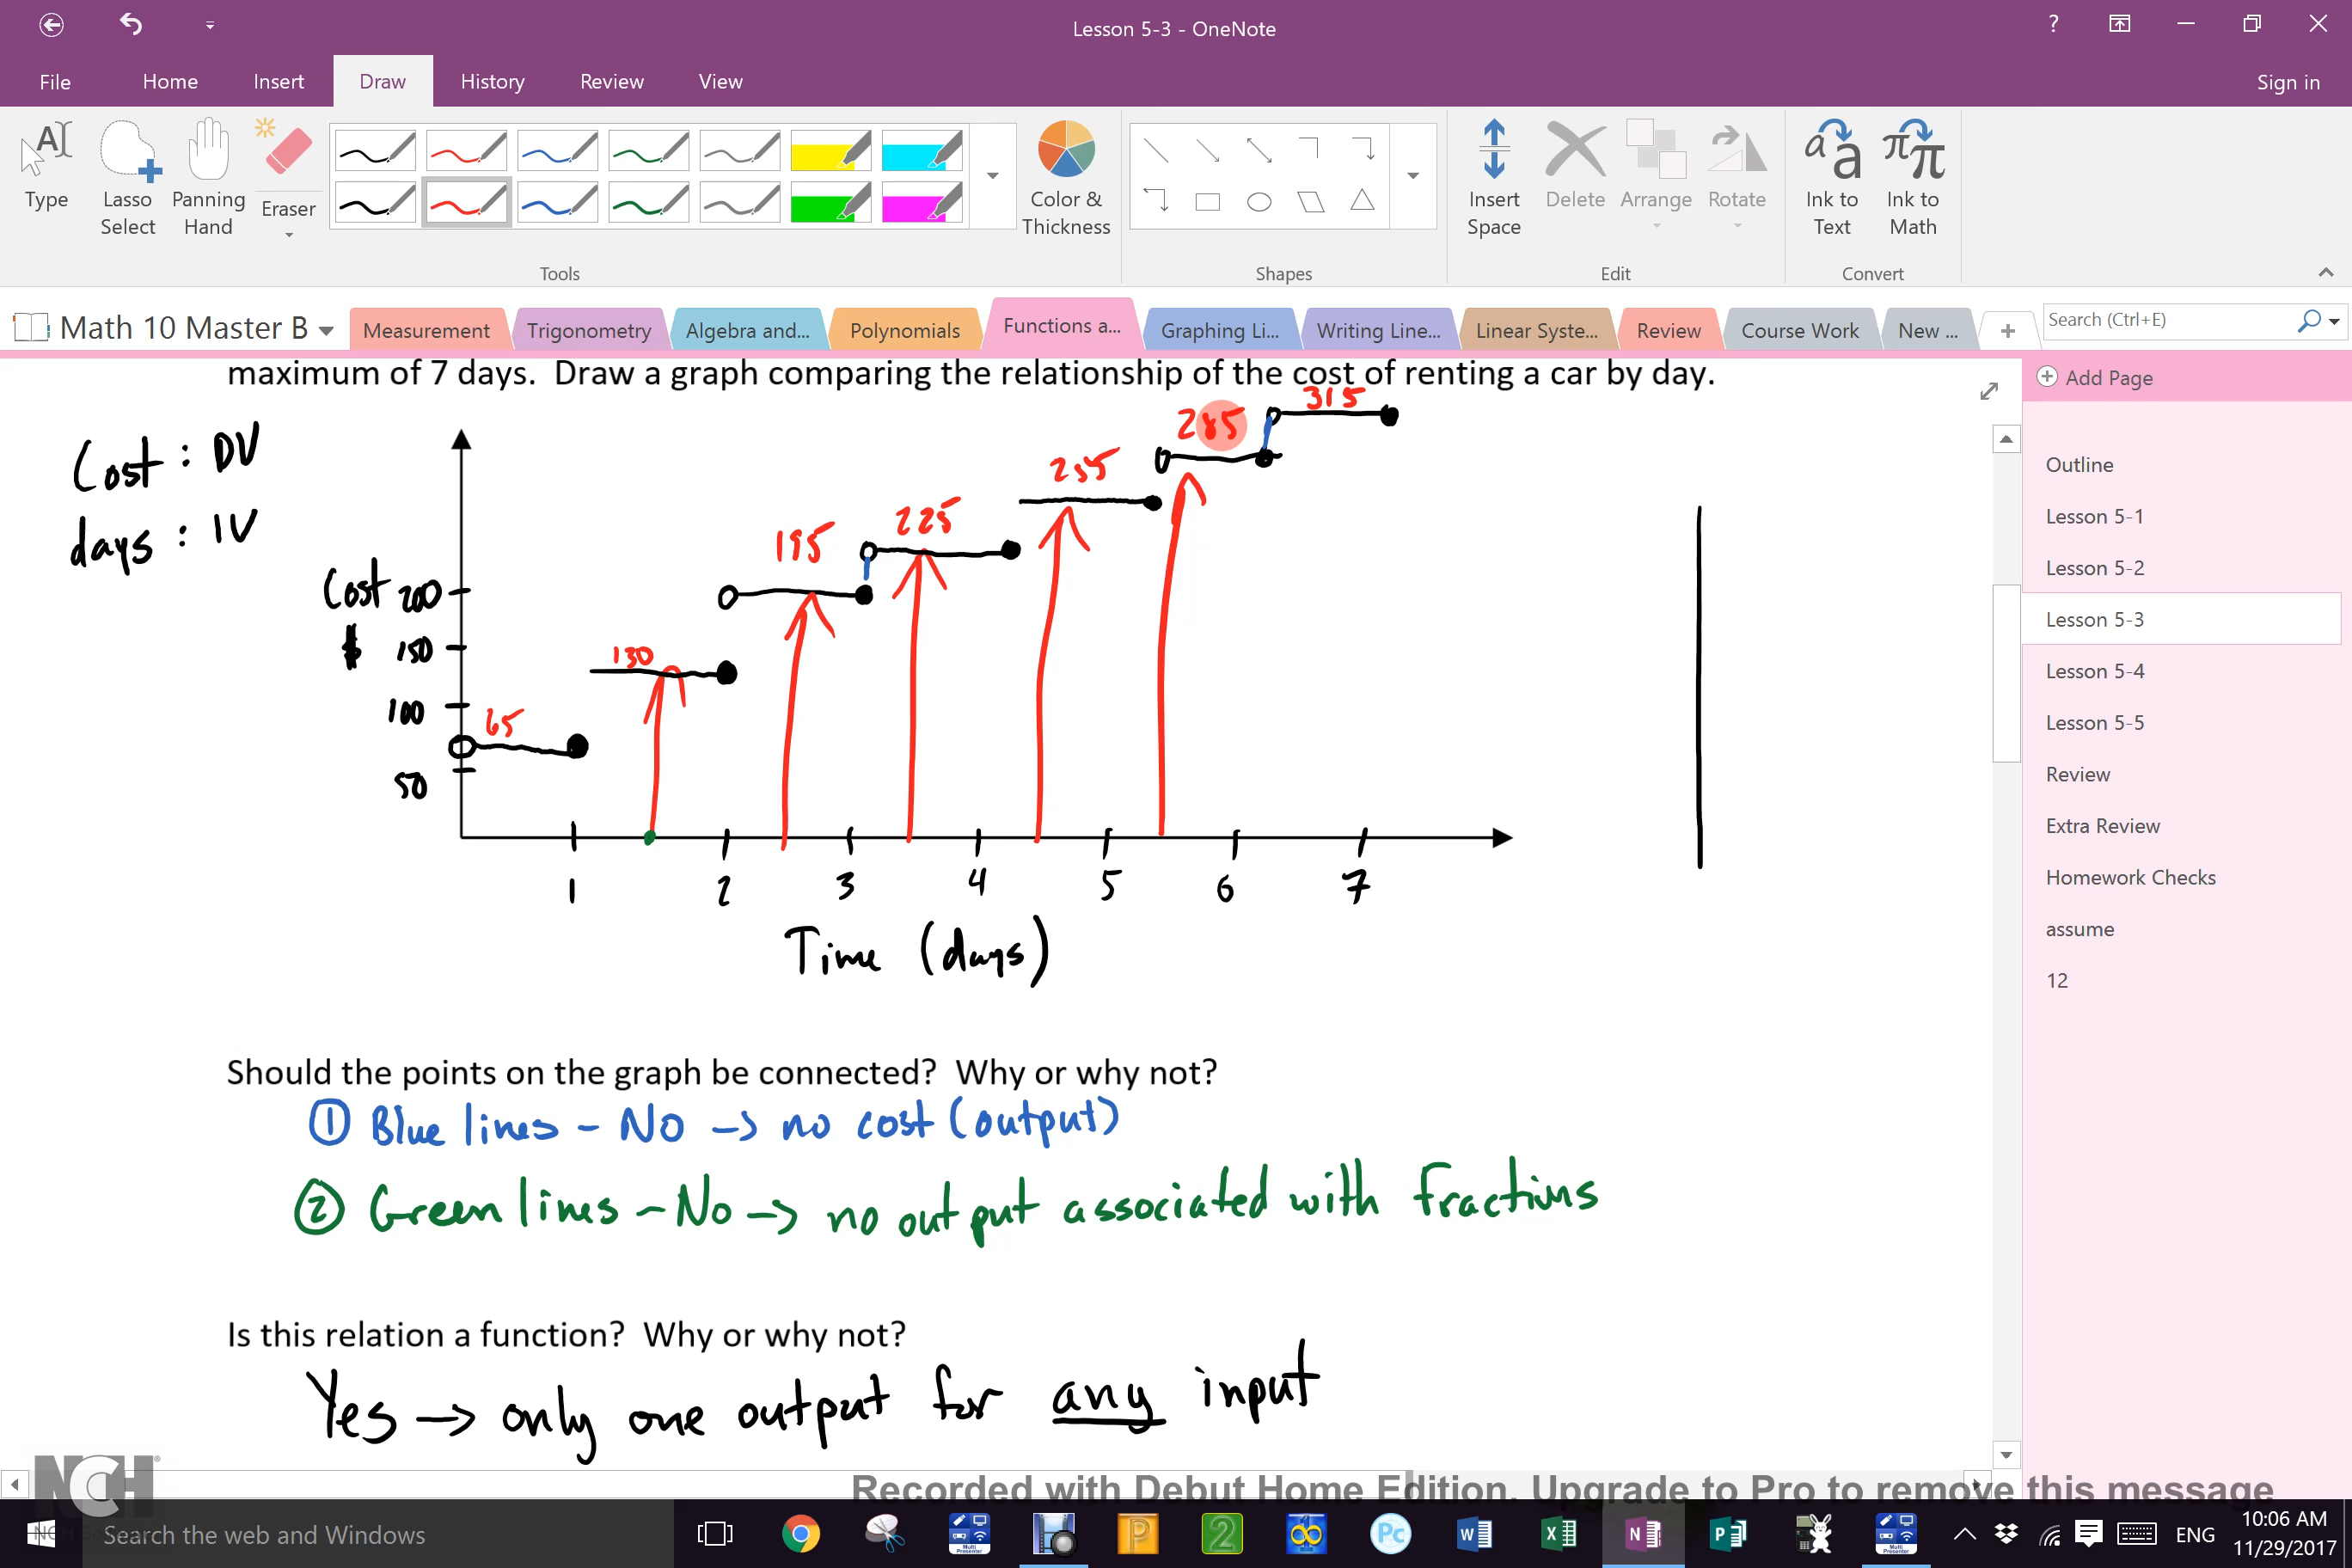 Lesson 5-3 - OneNote
?
File Home Insert Draw History Review View Sign in
Type
Lasso Select
Panning Hand
Eraser
Color & Thickness
Insert Space
Delete
Arrange
Rotate
Ink to Text
Ink to Math
Tools Shapes Edit Convert
Math 10 Master B
Measurement Trigonometry Algebra and... Polynomials Functions a... Graphing Li... Writing Line... Linear Syste... Review Course Work New ... +
Search (Ctrl+E)
Add Page
Outline
Lesson 5-1
Lesson 5-2
Lesson 5-3
Lesson 5-4
Lesson 5-5
Review
Extra Review
Homework Checks
assume
12
maximum of 7 days. Draw a graph comparing the relationship of the cost of renting a car by day.
Cost : DV
days : IV
Cost
$
200
150
100
50
65
130
195
225
255
285
315
1 2 3 4 5 6 7
Time (days)
Should the points on the graph be connected? Why or why not?
① Blue lines - No → no cost (output)
② Green lines - No → no output associated with fractions
Is this relation a function? Why or why not?
Yes → only one output for any input
NCH
Recorded with Debut Home Edition. Upgrade to Pro to remove this message
Search the web and Windows
ENG
10:06 AM
11/29/2017